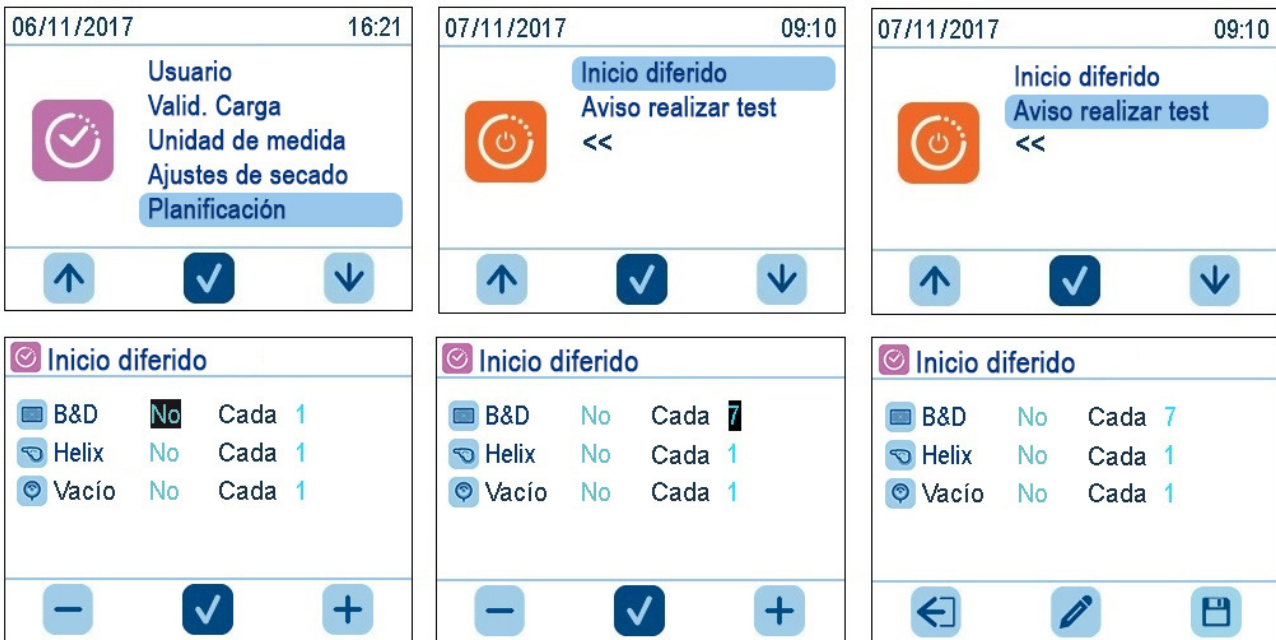 06/11/2017 16:21
Usuario
Valid. Carga
Unidad de medida
Ajustes de secado
Planificación
07/11/2017 09:10
Inicio diferido
Aviso realizar test
<<
07/11/2017 09:10
Inicio diferido
Aviso realizar test
<<
Inicio diferido
B&D No Cada 1
Helix No Cada 1
Vacío No Cada 1
Inicio diferido
B&D No Cada 7
Helix No Cada 1
Vacío No Cada 1
Inicio diferido
B&D No Cada 7
Helix No Cada 1
Vacío No Cada 1